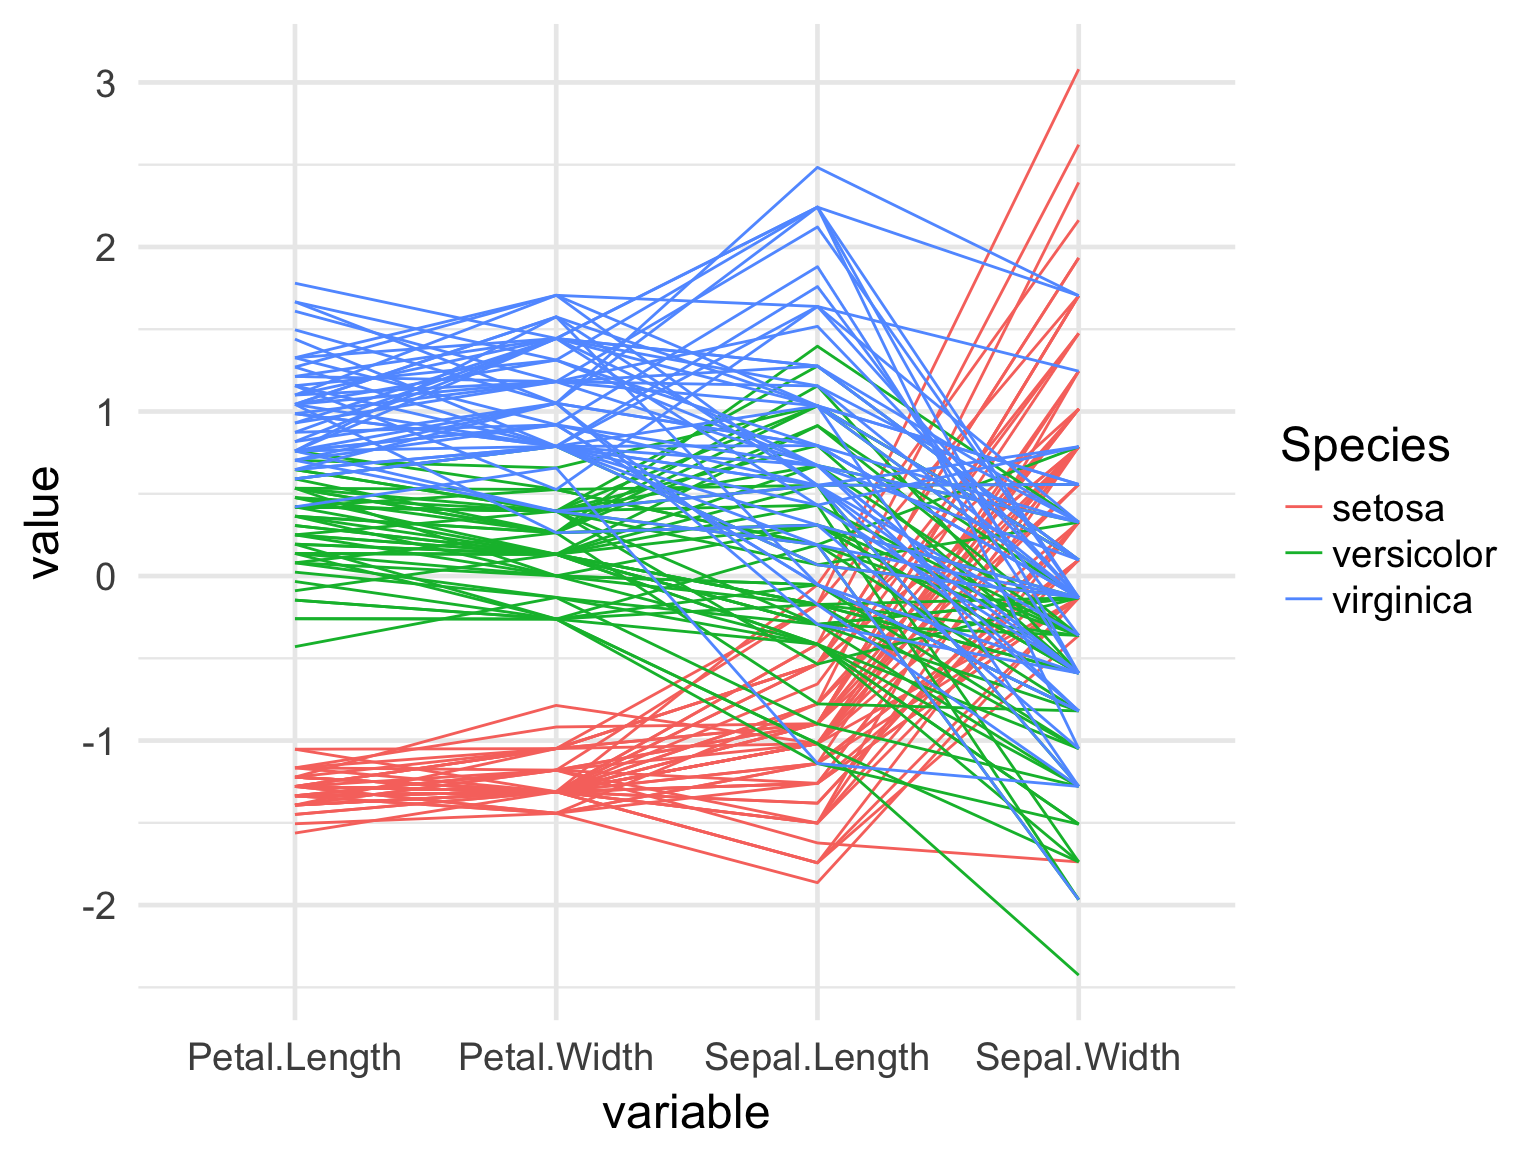 3
2
1
0
-1
-2
value
Petal.Length
Petal.Width
Sepal.Length
Sepal.Width
variable
Species
setosa
versicolor
virginica